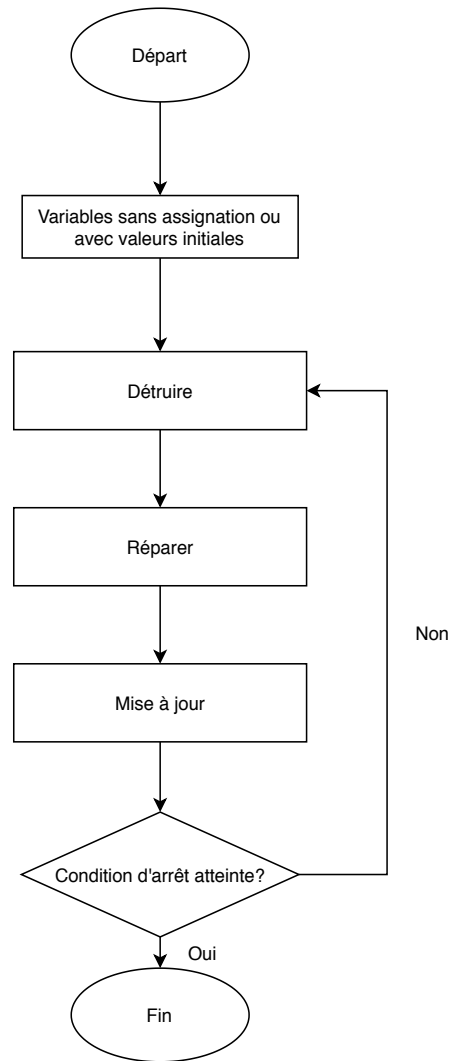 Départ
Variables sans assignation ou
avec valeurs initiales
Détruire
Réparer
Non
Mise à jour
Condition d'arrêt atteinte?
Oui
Fin